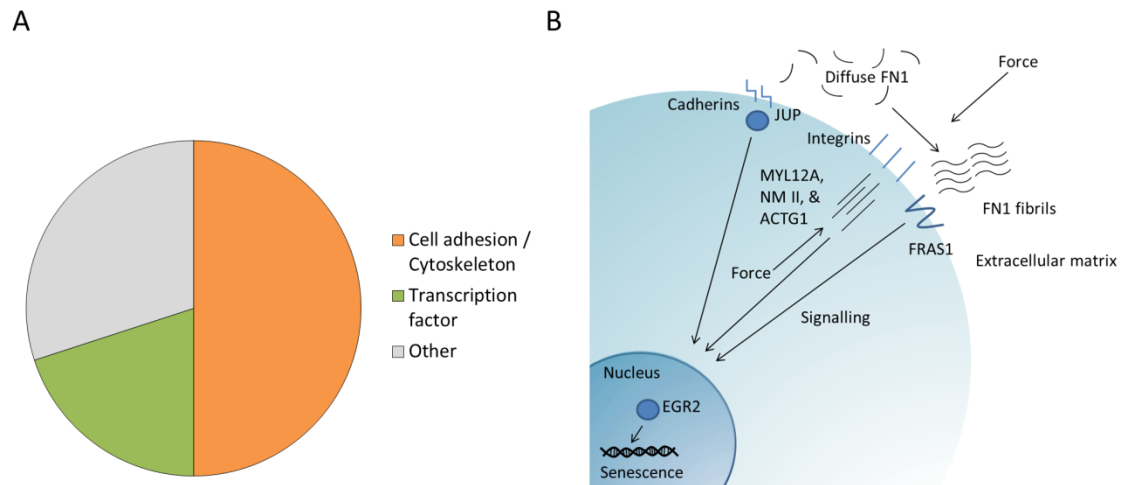 A
Cell adhesion /
Cytoskeleton
Transcription
factor
Other
B
Diffuse FN1
Force
Cadherins
JUP
Integrins
MYL12A,
NM II, &
ACTG1
FN1 fibrils
FRAS1
Extracellular matrix
Force
Signalling
Nucleus
EGR2
Senescence